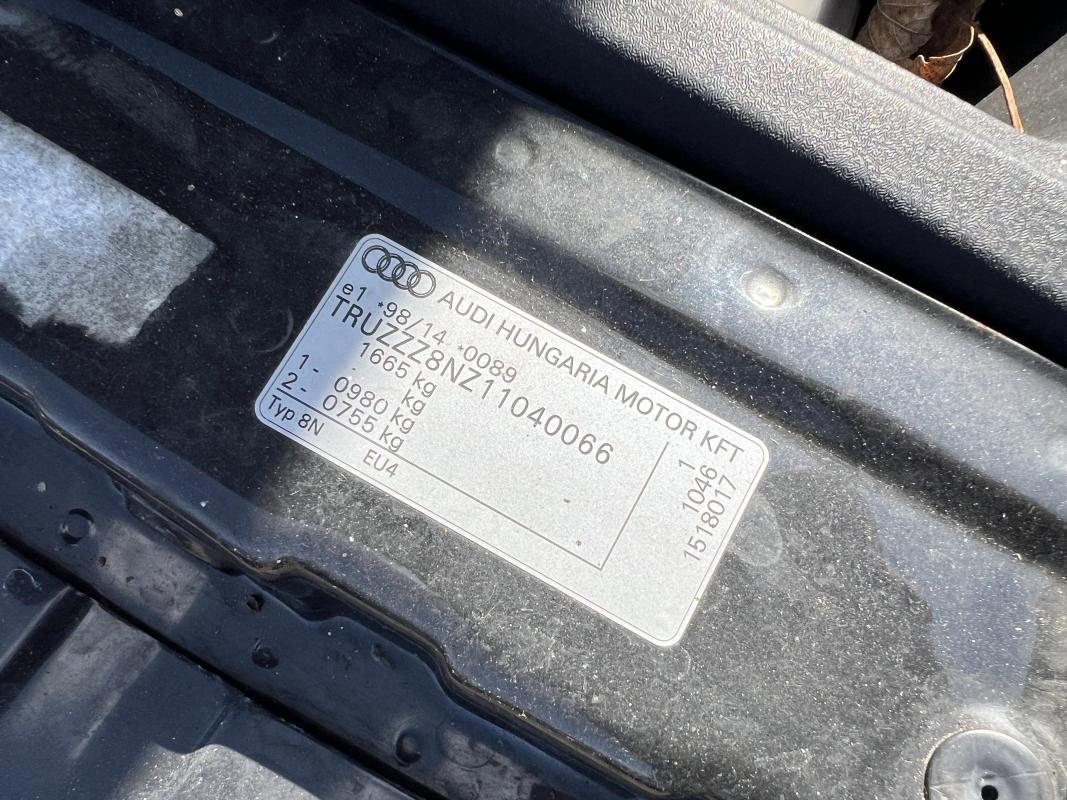 AUDI HUNGARIA MOTOR KFT
e1 *98/14 *0089
TRUZZZ8NZ11040066
1665 kg
kg
1- 0980 kg
2- 0755 kg
Typ 8N
EU4
1
1046
1518017